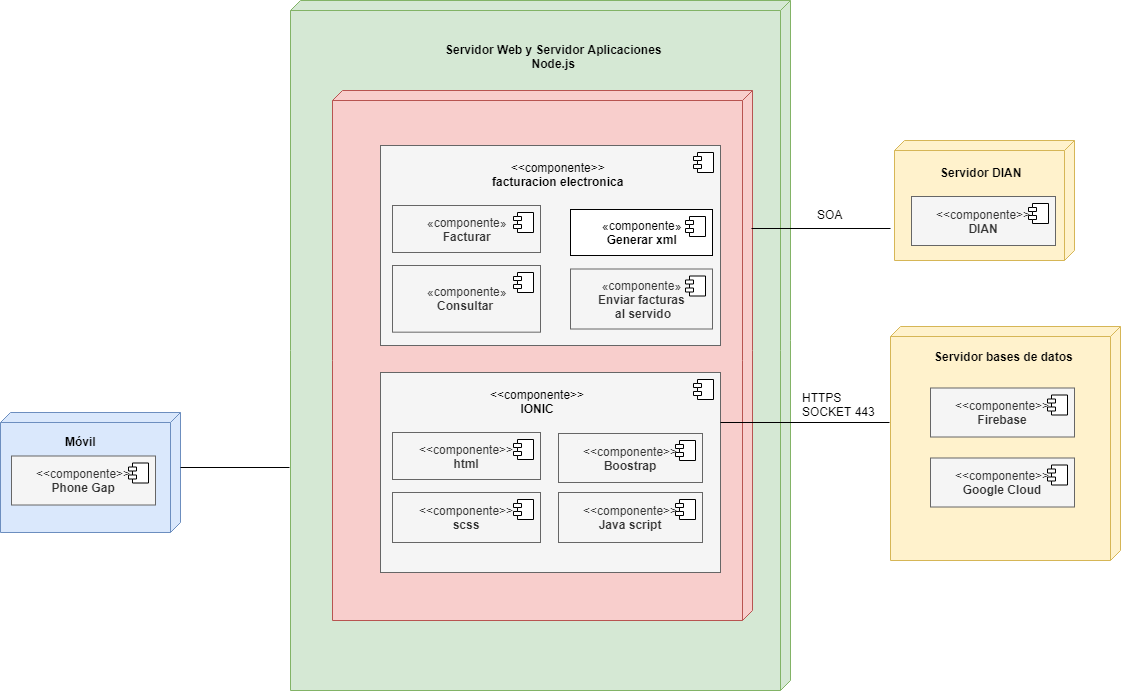 Servidor Web y Servidor Aplicaciones
Node.js
<<componente>>
facturacion electronica
«componente»
Facturar
«componente»
Generar xml
«componente»
Consultar
«componente»
Enviar facturas
al servido
<<componente>>
IONIC
<<componente>>
html
<<componente>>
Boostrap
<<componente>>
scss
<<componente>>
Java script
Móvil
<<componente>>
Phone Gap
SOA
Servidor DIAN
<<componente>>
DIAN
HTTPS
SOCKET 443
Servidor bases de datos
<<componente>>
Firebase
<<componente>>
Google Cloud